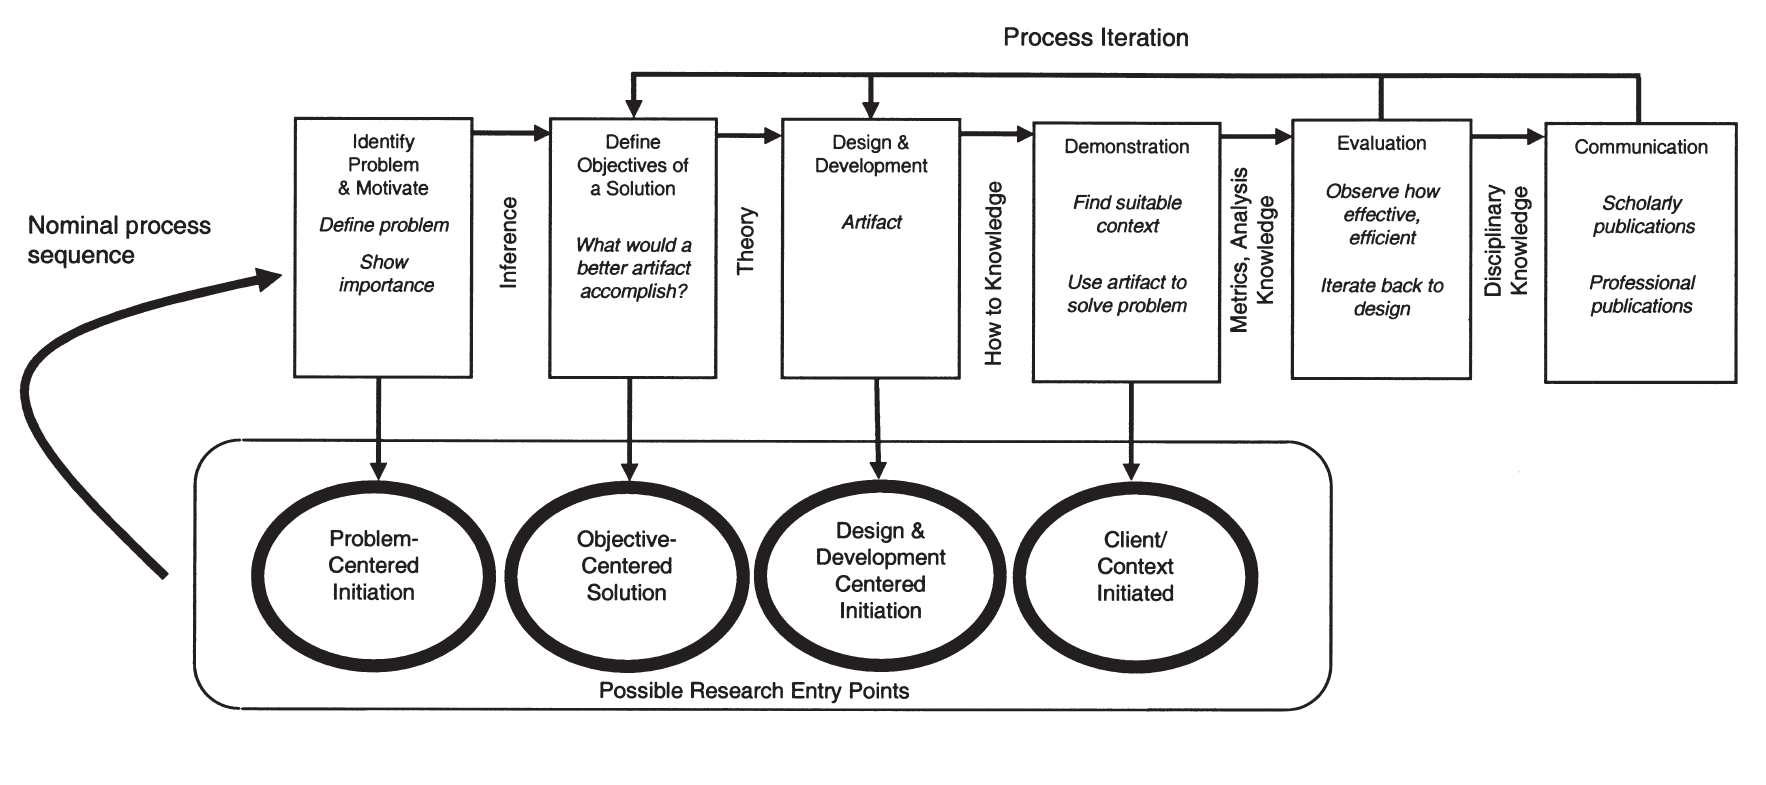 Process Iteration
Nominal process
sequence
Identify
Problem
& Motivate
Define problem
Show
importance
Inference
Define
Objectives of
a Solution
What would a
better artifact
accomplish?
Theory
Design &
Development
Artifact
How to Knowledge
Demonstration
Find suitable
context
Use artifact to
solve problem
Metrics, Analysis
Knowledge
Evaluation
Observe how
effective,
efficient
Iterate back to
design
Disciplinary
Knowledge
Communication
Scholarly
publications
Professional
publications
Problem-
Centered
Initiation
Objective-
Centered
Solution
Design &
Development
Centered
Initiation
Client/
Context
Initiated
Possible Research Entry Points